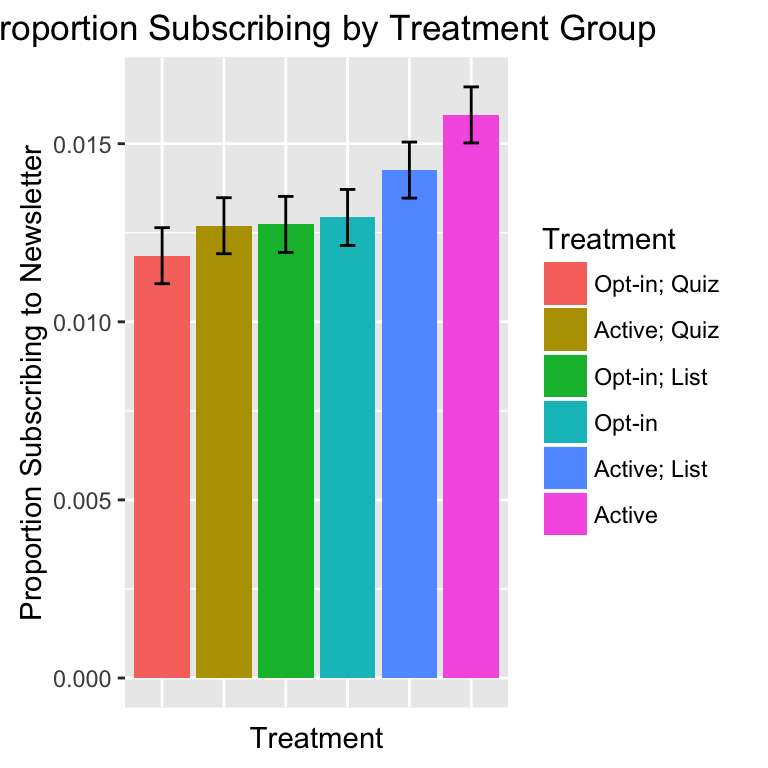 roportion Subscribing by Treatment Group
Proportion Subscribing to Newsletter
0.015
0.010
0.005
0.000
Treatment
Treatment
Opt-in; Quiz
Active; Quiz
Opt-in; List
Opt-in
Active; List
Active